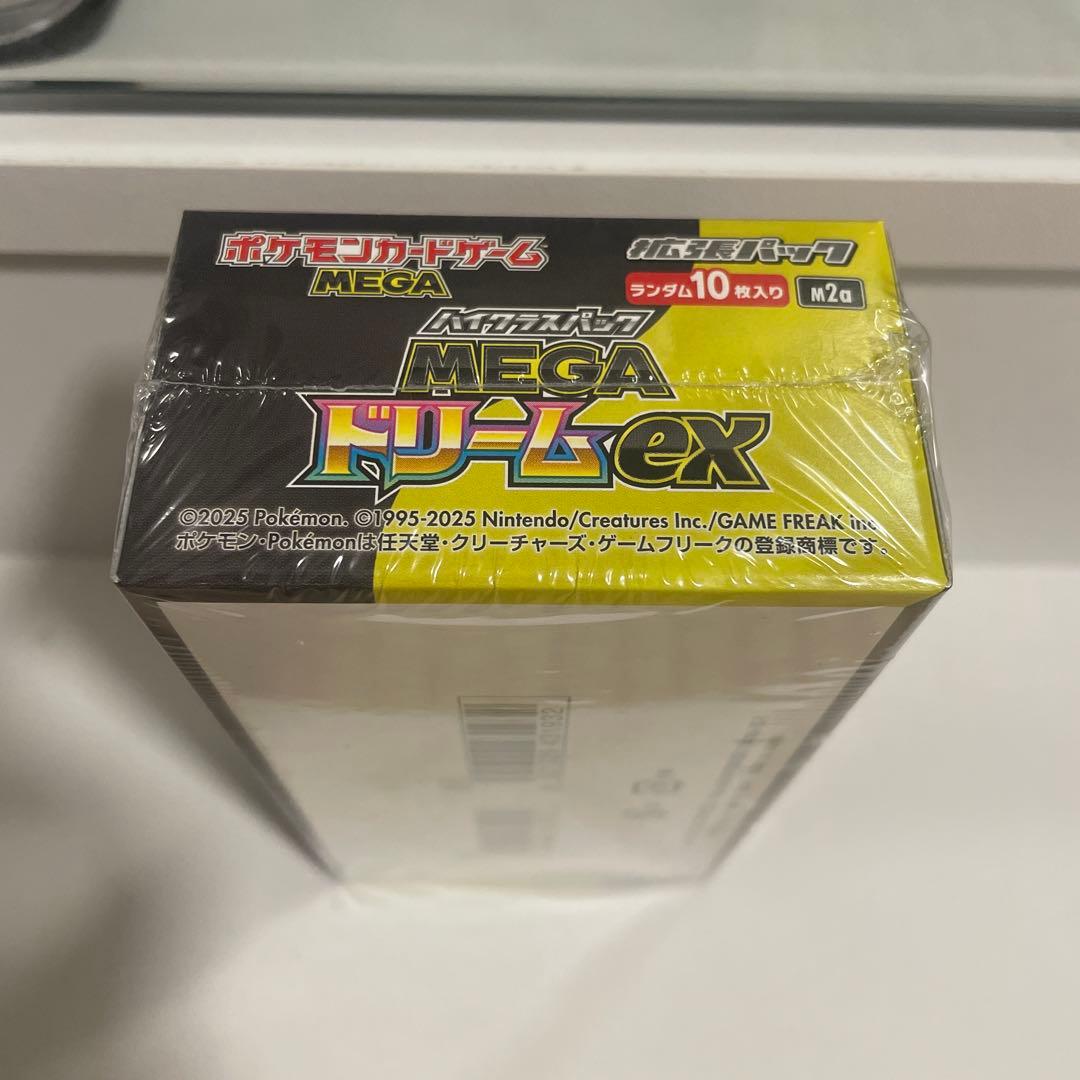 ポケモンカードゲーム
MEGA
拡張パック
ランダム10枚入り M2a
ハイクラスパック
MEGA
ドリームex
©2025 Pokémon. ©1995-2025 Nintendo/Creatures Inc./GAME FREAK inc.
ポケモン・Pokémonは任天堂・クリーチャーズ・ゲームフリークの登録商標です。